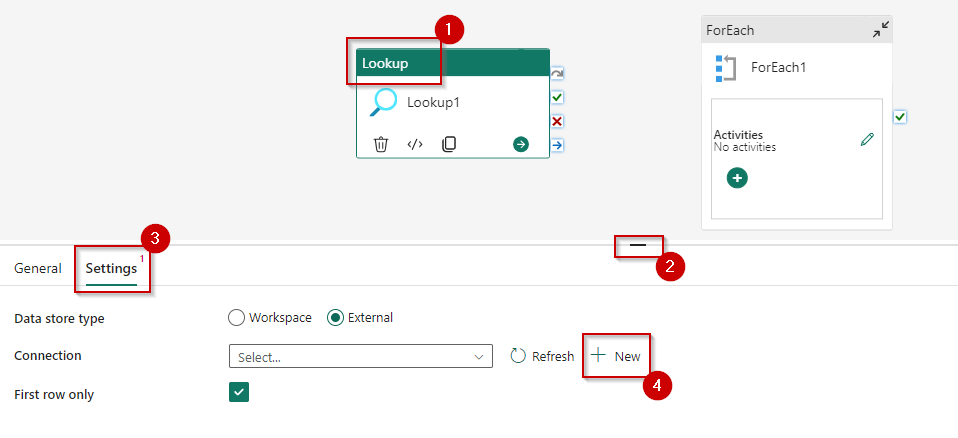 1
Lookup
Lookup1
ForEach
ForEach1
Activities
No activities
2
3
General
Settings 1
Data store type
Workspace
External
Connection
Select...
Refresh
New
4
First row only